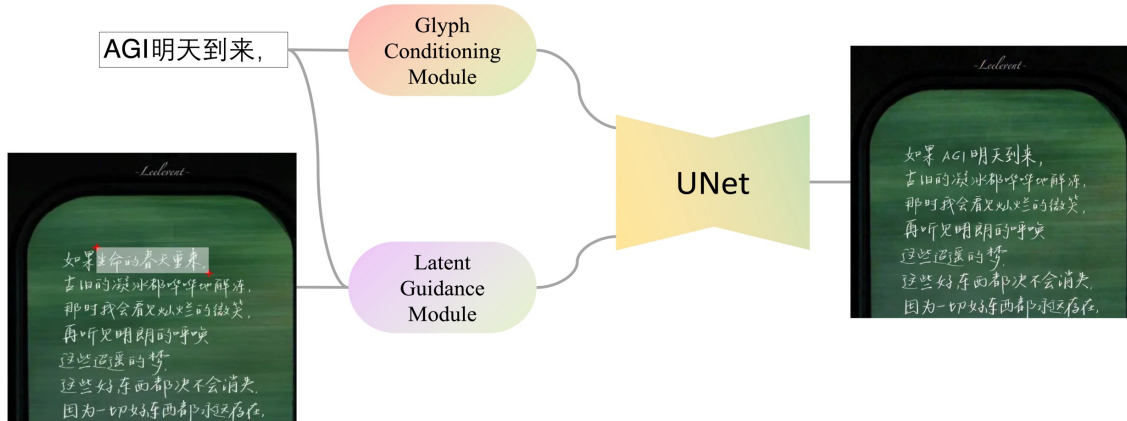 AGI明天到来,
Glyph
Conditioning
Module
-Leelevent-
如果生命的春天重来,
古旧的凝冰都哗哗地解冻,
那时我会看见灿烂的微笑,
再听见明朗的呼唤
这些迢遥的梦.
这些好东西都决不会消失.
因为一切好东西都永远存在,
Latent
Guidance
Module
UNet
-Leelevent-
如果 AGI 明天到来,
古旧的凝冰都哗哗地解冻,
那时我会看见灿烂的微笑,
再听见明朗的呼唤
这些迢遥的梦.
这些好东西都决不会消失.
因为一切好东西都永远存在,